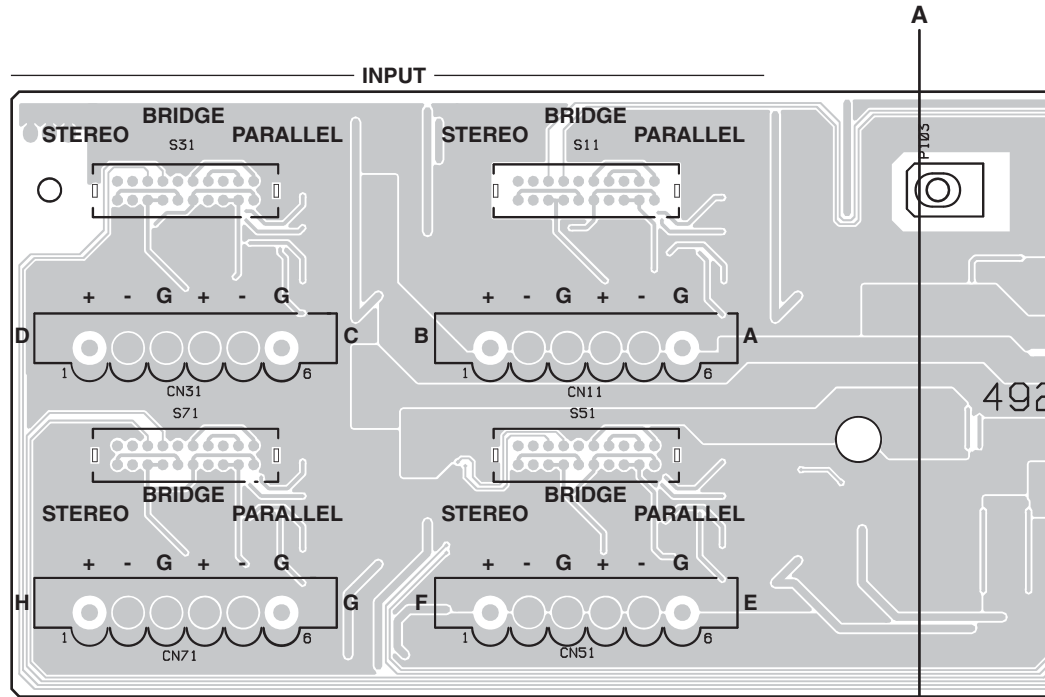 A
INPUT
BRIDGE BRIDGE
STEREO PARALLEL STEREO PARALLEL
S31 S11
P103
+ - G + - G + - G + - G
D C B A
1 6 1 6
CN31 CN11
492
S71 S51
BRIDGE BRIDGE
STEREO PARALLEL STEREO PARALLEL
+ - G + - G + - G + - G
H G F E
1 6 1 6
CN71 CN51